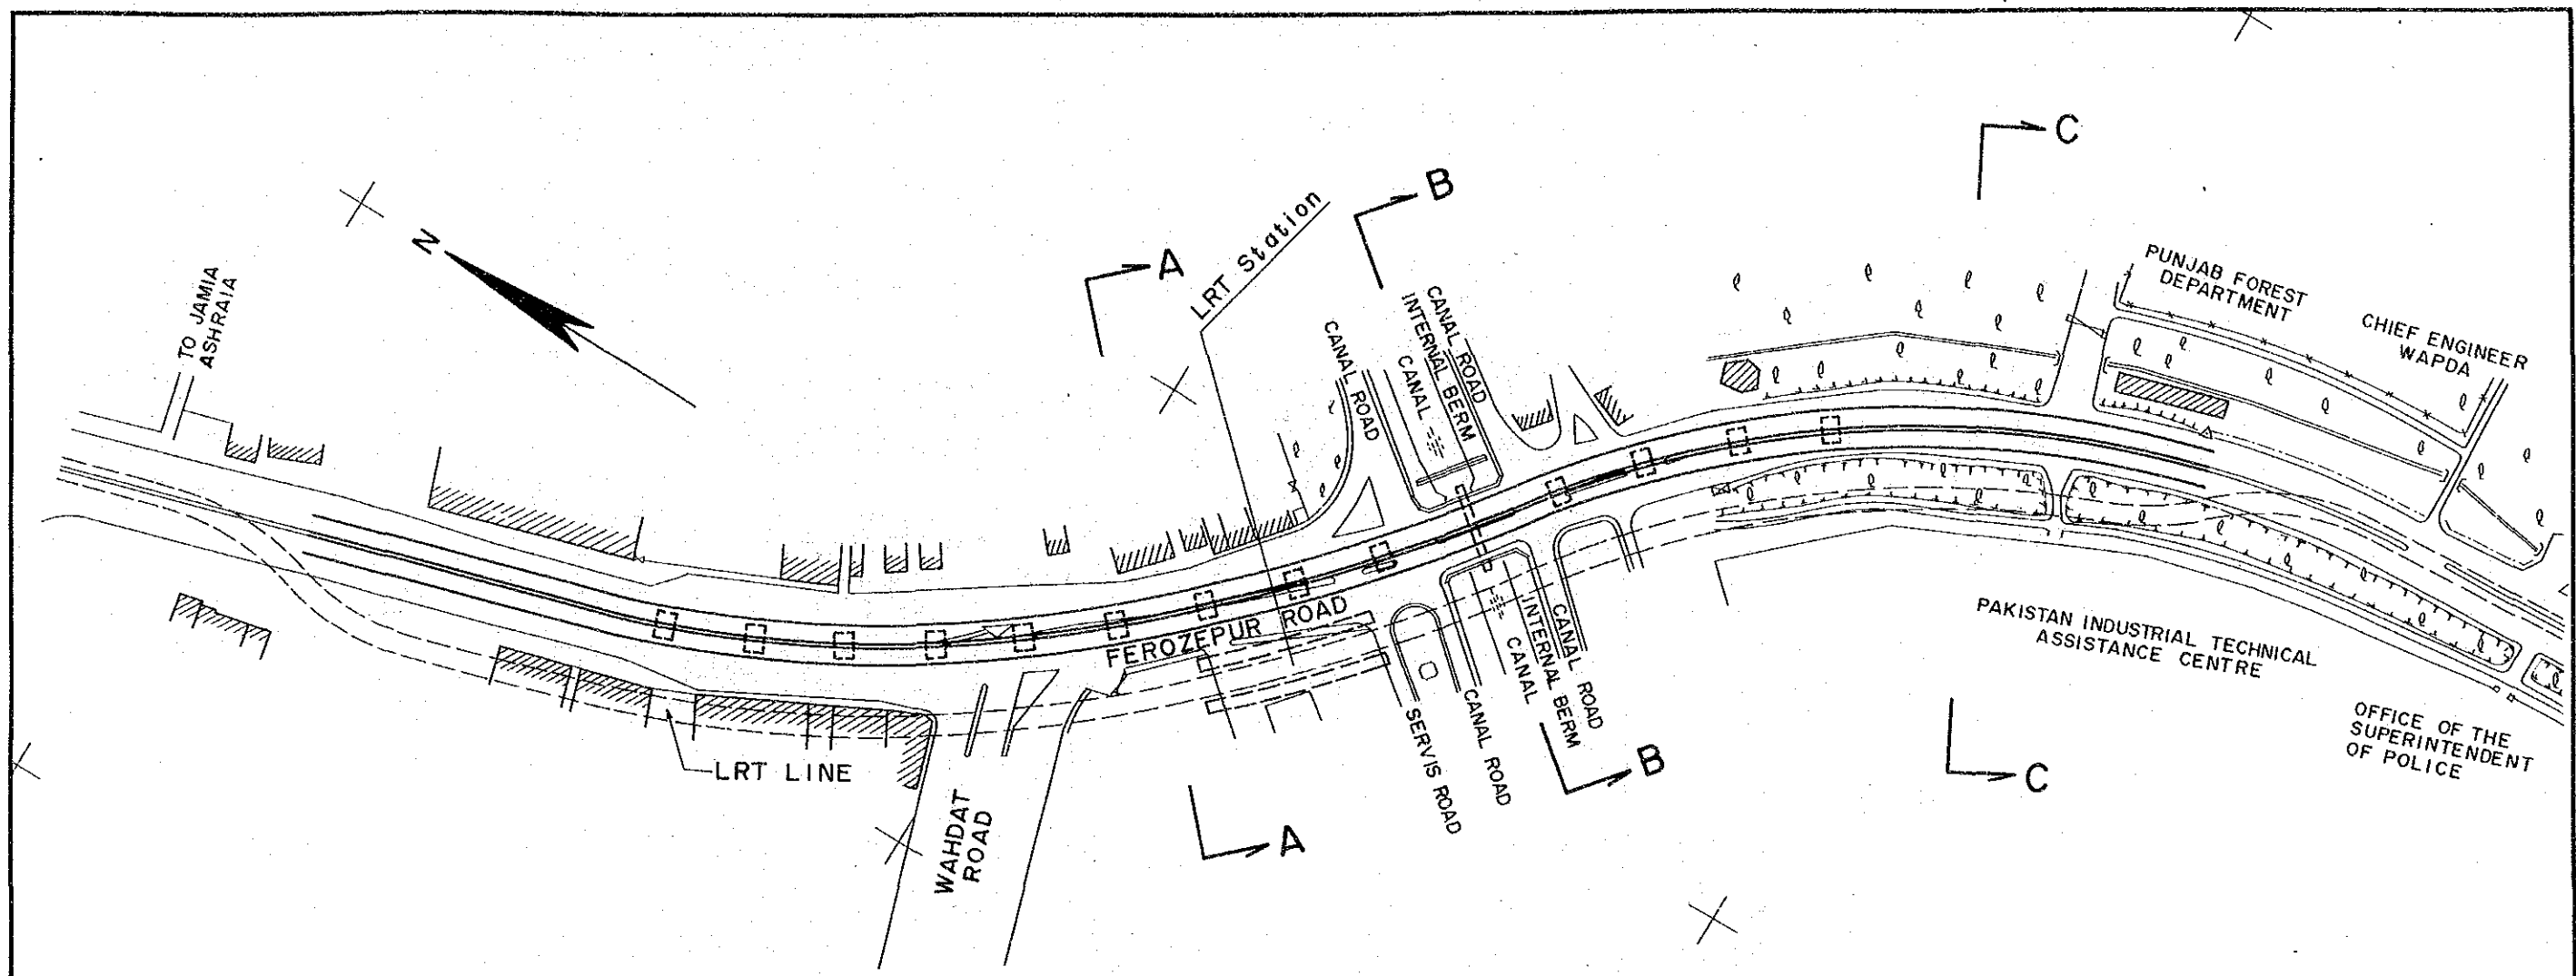 C
B
A
LRT Station
N
TO JAMIA
ASHRAIA
PUNJAB FOREST
DEPARTMENT
CHIEF ENGINEER
WAPDA
CANAL ROAD
CANAL
INTERNAL BERM
CANAL ROAD
FEROZEPUR ROAD
LRT LINE
WAHDAT
ROAD
SERVIS ROAD
CANAL ROAD
CANAL
INTERNAL BERM
CANAL ROAD
PAKISTAN INDUSTRIAL TECHNICAL
ASSISTANCE CENTRE
OFFICE OF THE
SUPERINTENDENT
OF POLICE
A
B
C